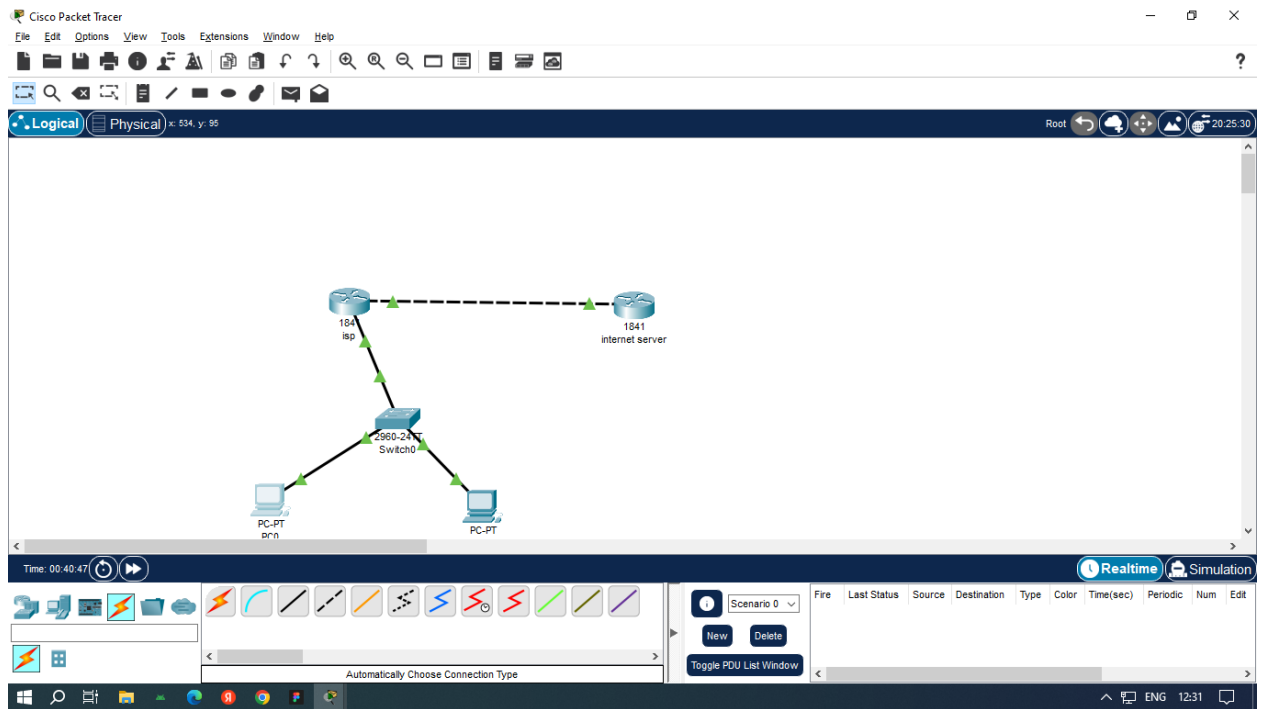 Cisco Packet Tracer
File Edit Options View Tools Extensions Window Help
?
Logical Physical x: 534, y: 95 Root 20:25:30
1841
isp
1841
internet server
2960-24TT
Switch0
PC-PT
PC0
PC-PT
Time: 00:40:47 Realtime Simulation
Scenario 0
Fire Last Status Source Destination Type Color Time(sec) Periodic Num Edit
New Delete
Toggle PDU List Window
Automatically Choose Connection Type
ENG 12:31